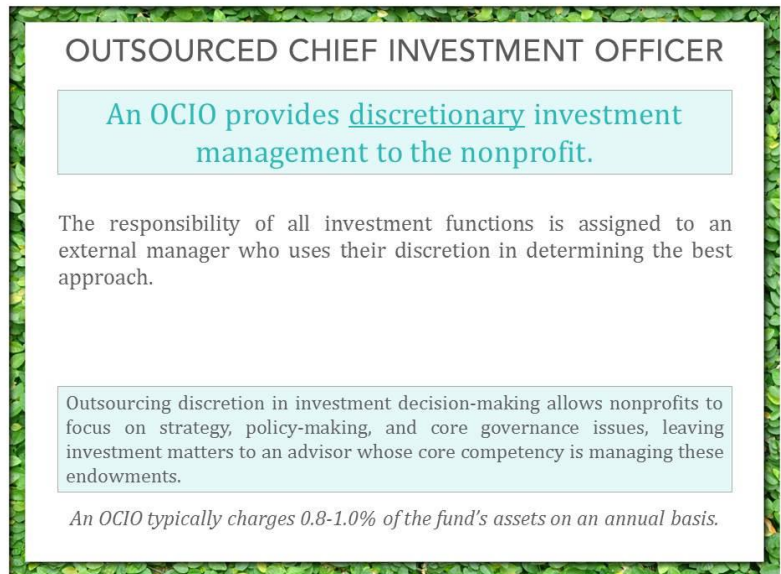 OUTSOURCED CHIEF INVESTMENT OFFICER
An OCIO provides discretionary investment
management to the nonprofit.
The responsibility of all investment functions is assigned to an
external manager who uses their discretion in determining the best
approach.
Outsourcing discretion in investment decision-making allows nonprofits to
focus on strategy, policy-making, and core governance issues, leaving
investment matters to an advisor whose core competency is managing these
endowments.
An OCIO typically charges 0.8-1.0% of the fund's assets on an annual basis.